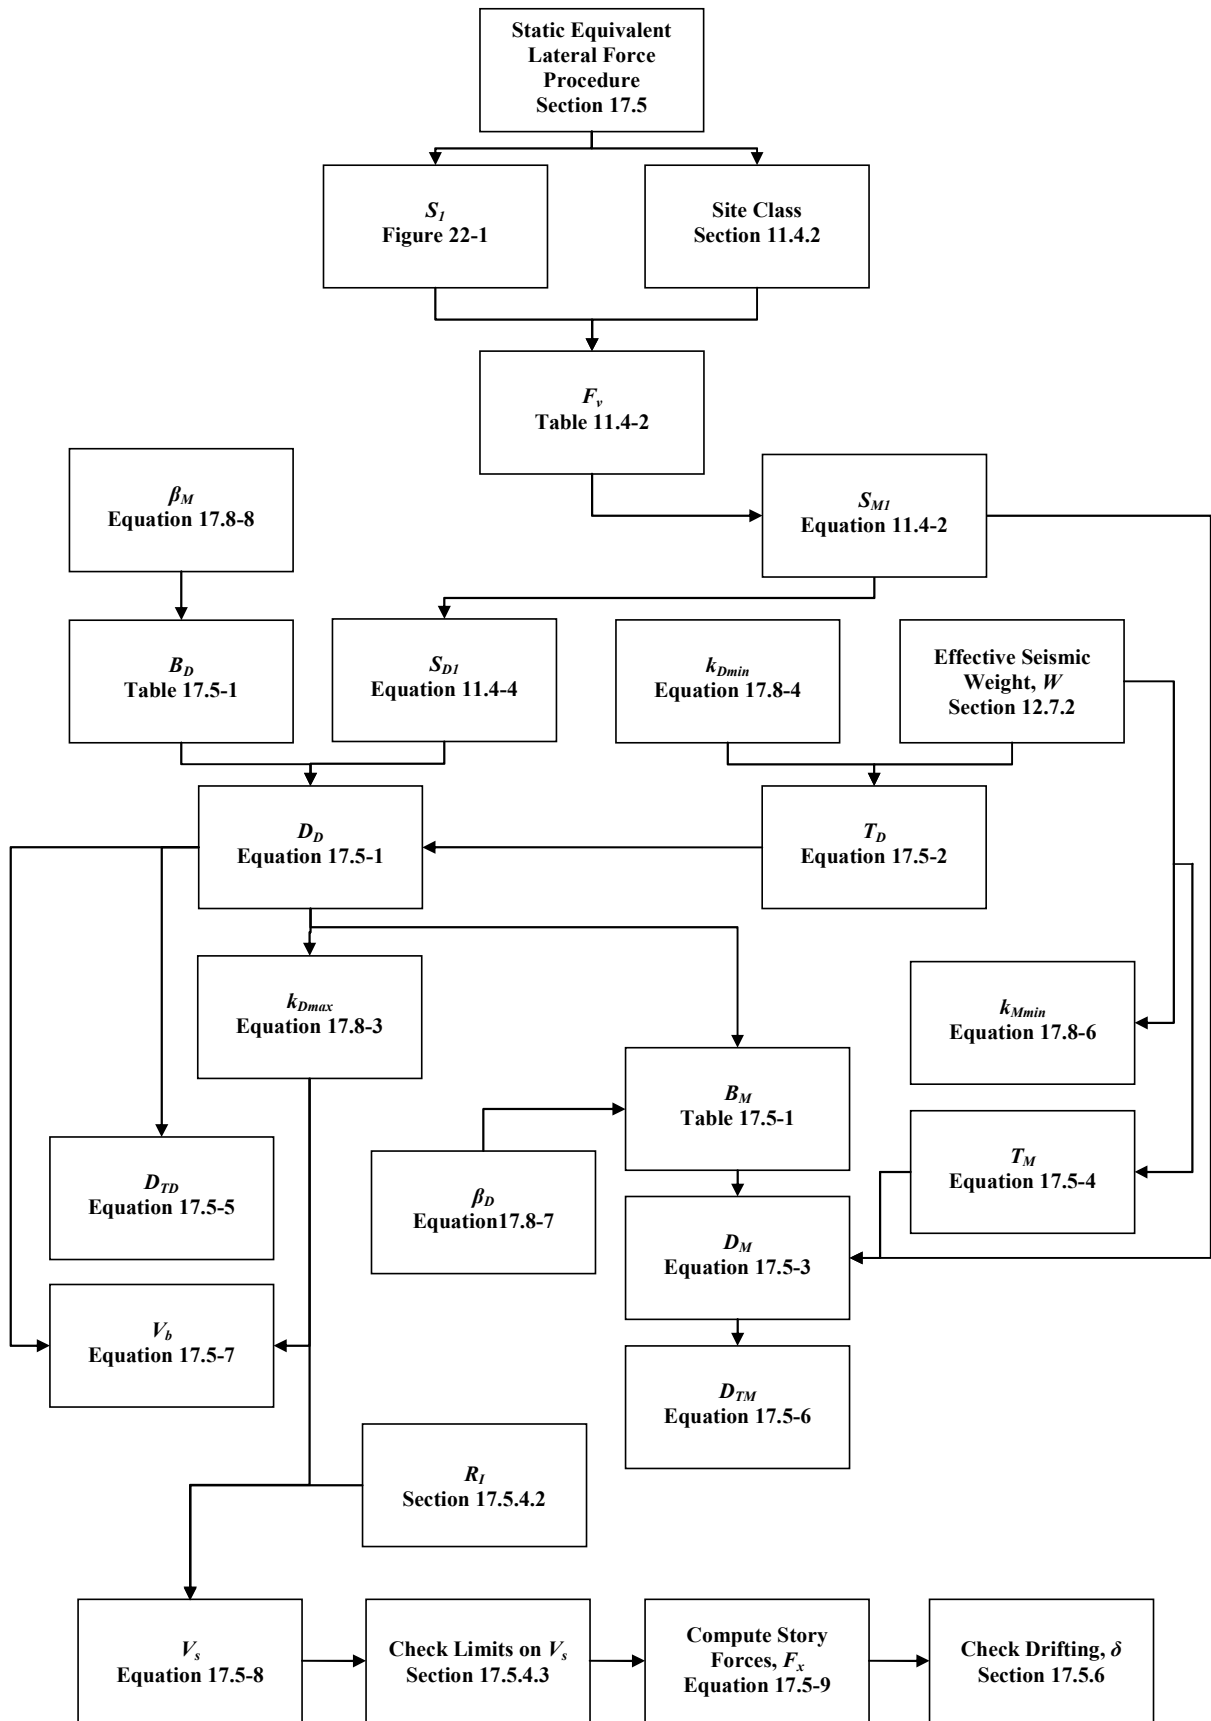 Static Equivalent
Lateral Force
Procedure
Section 17.5
S1
Figure 22-1
Site Class
Section 11.4.2
Fv
Table 11.4-2
βM
Equation 17.8-8
SM1
Equation 11.4-2
BD
Table 17.5-1
SD1
Equation 11.4-4
kDmin
Equation 17.8-4
Effective Seismic
Weight, W
Section 12.7.2
DD
Equation 17.5-1
TD
Equation 17.5-2
kDmax
Equation 17.8-3
kMmin
Equation 17.8-6
BM
Table 17.5-1
TM
Equation 17.5-4
DTD
Equation 17.5-5
βD
Equation17.8-7
DM
Equation 17.5-3
Vb
Equation 17.5-7
DTM
Equation 17.5-6
RI
Section 17.5.4.2
Vs
Equation 17.5-8
Check Limits on Vs
Section 17.5.4.3
Compute Story
Forces, Fx
Equation 17.5-9
Check Drifting, δ
Section 17.5.6